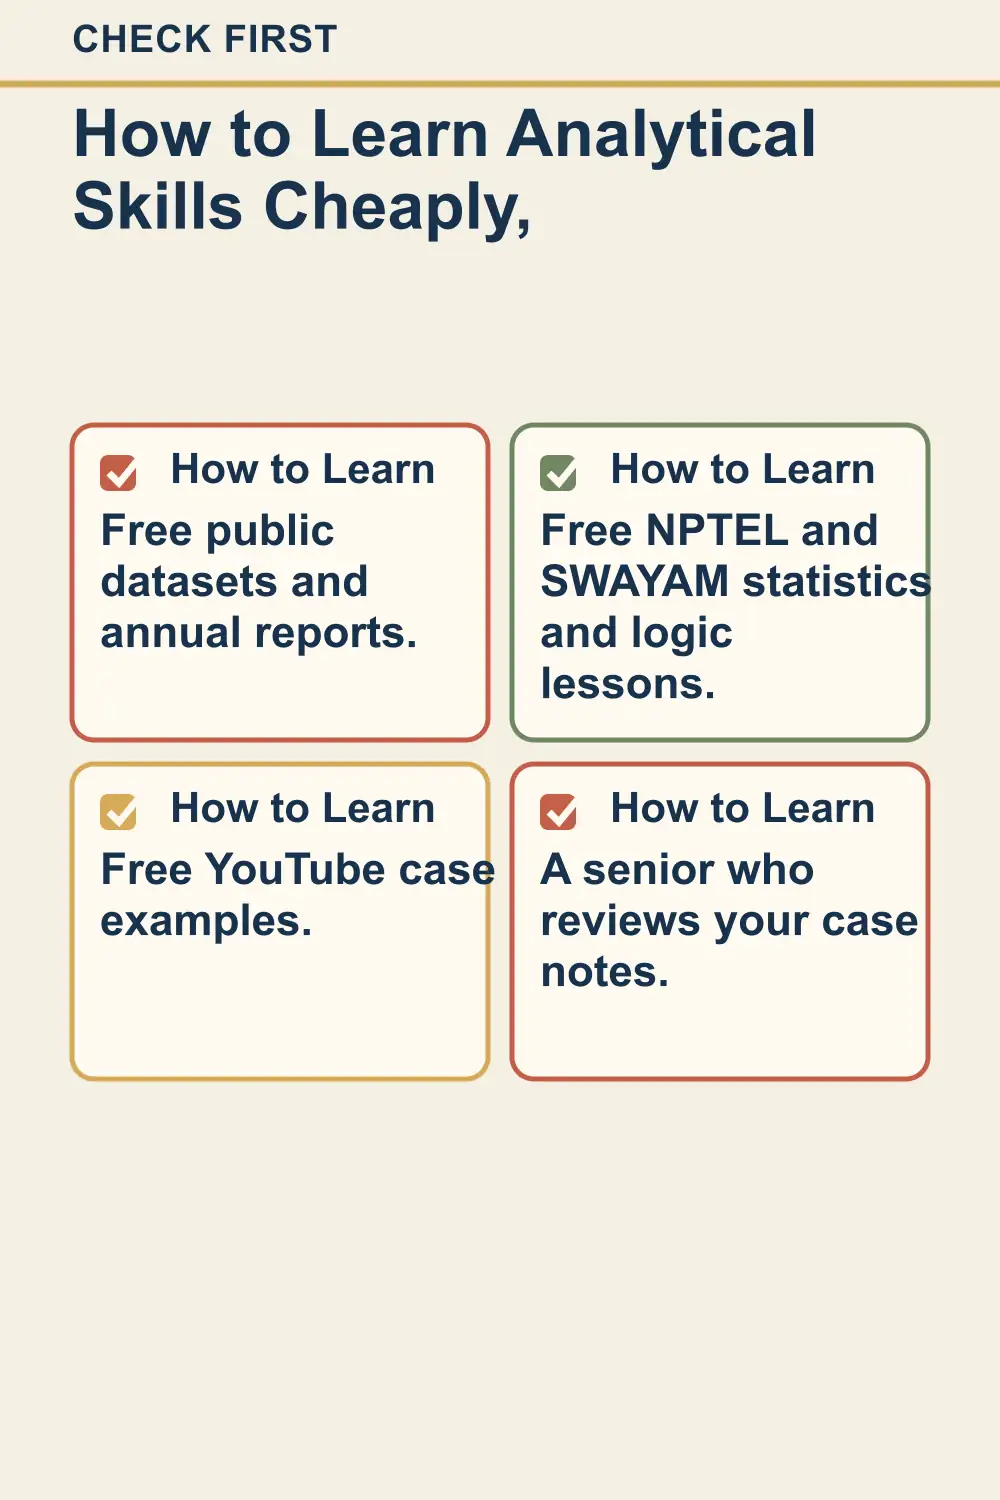 CHECK FIRST
How to Learn Analytical
Skills Cheaply,
How to Learn
Free public
datasets and
annual reports.
How to Learn
Free NPTEL and
SWAYAM statistics
and logic
lessons.
How to Learn
Free YouTube case
examples.
How to Learn
A senior who
reviews your case
notes.